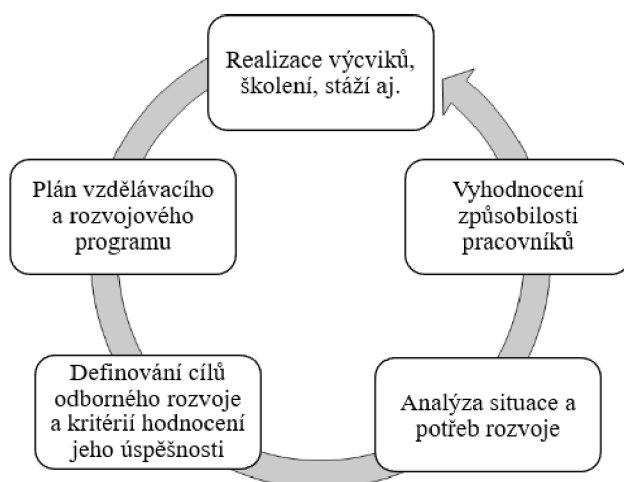 Realizace výcviků,
školení, stáží aj.
Plán vzdělávacího
a rozvojového
programu
Vyhodnocení
způsobilosti
pracovníků
Definování cílů
odborného rozvoje
a kritérií hodnocení
jeho úspěšnosti
Analýza situace a
potřeb rozvoje